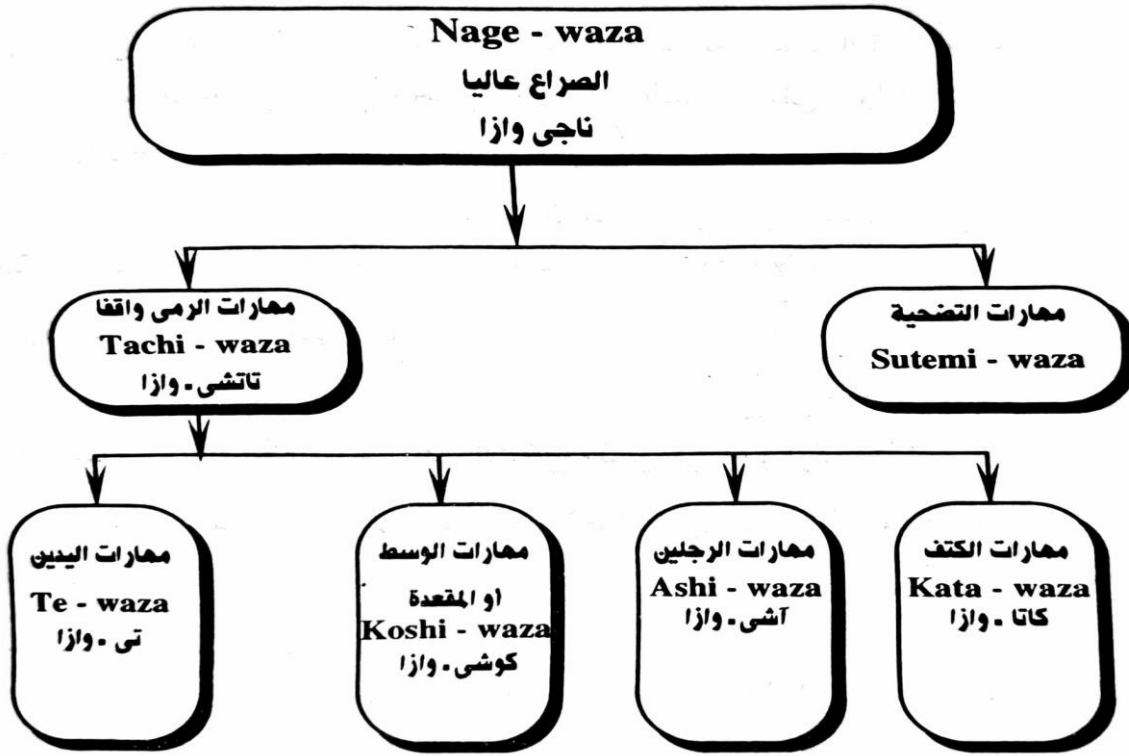 Nage - waza
الصراع عاليا
ناجى وازا
مهارات التضحية
Sutemi - waza
مهارات الرمى واقفا
Tachi - waza
تاتشى . وازا
مهارات الكتف
Kata - waza
كاتا . وازا
مهارات الرجلين
Ashi - waza
آشى . وازا
مهارات الوسط
أو المقعدة
Koshi - waza
كوشى . وازا
مهارات اليدين
Te - waza
تى . وازا